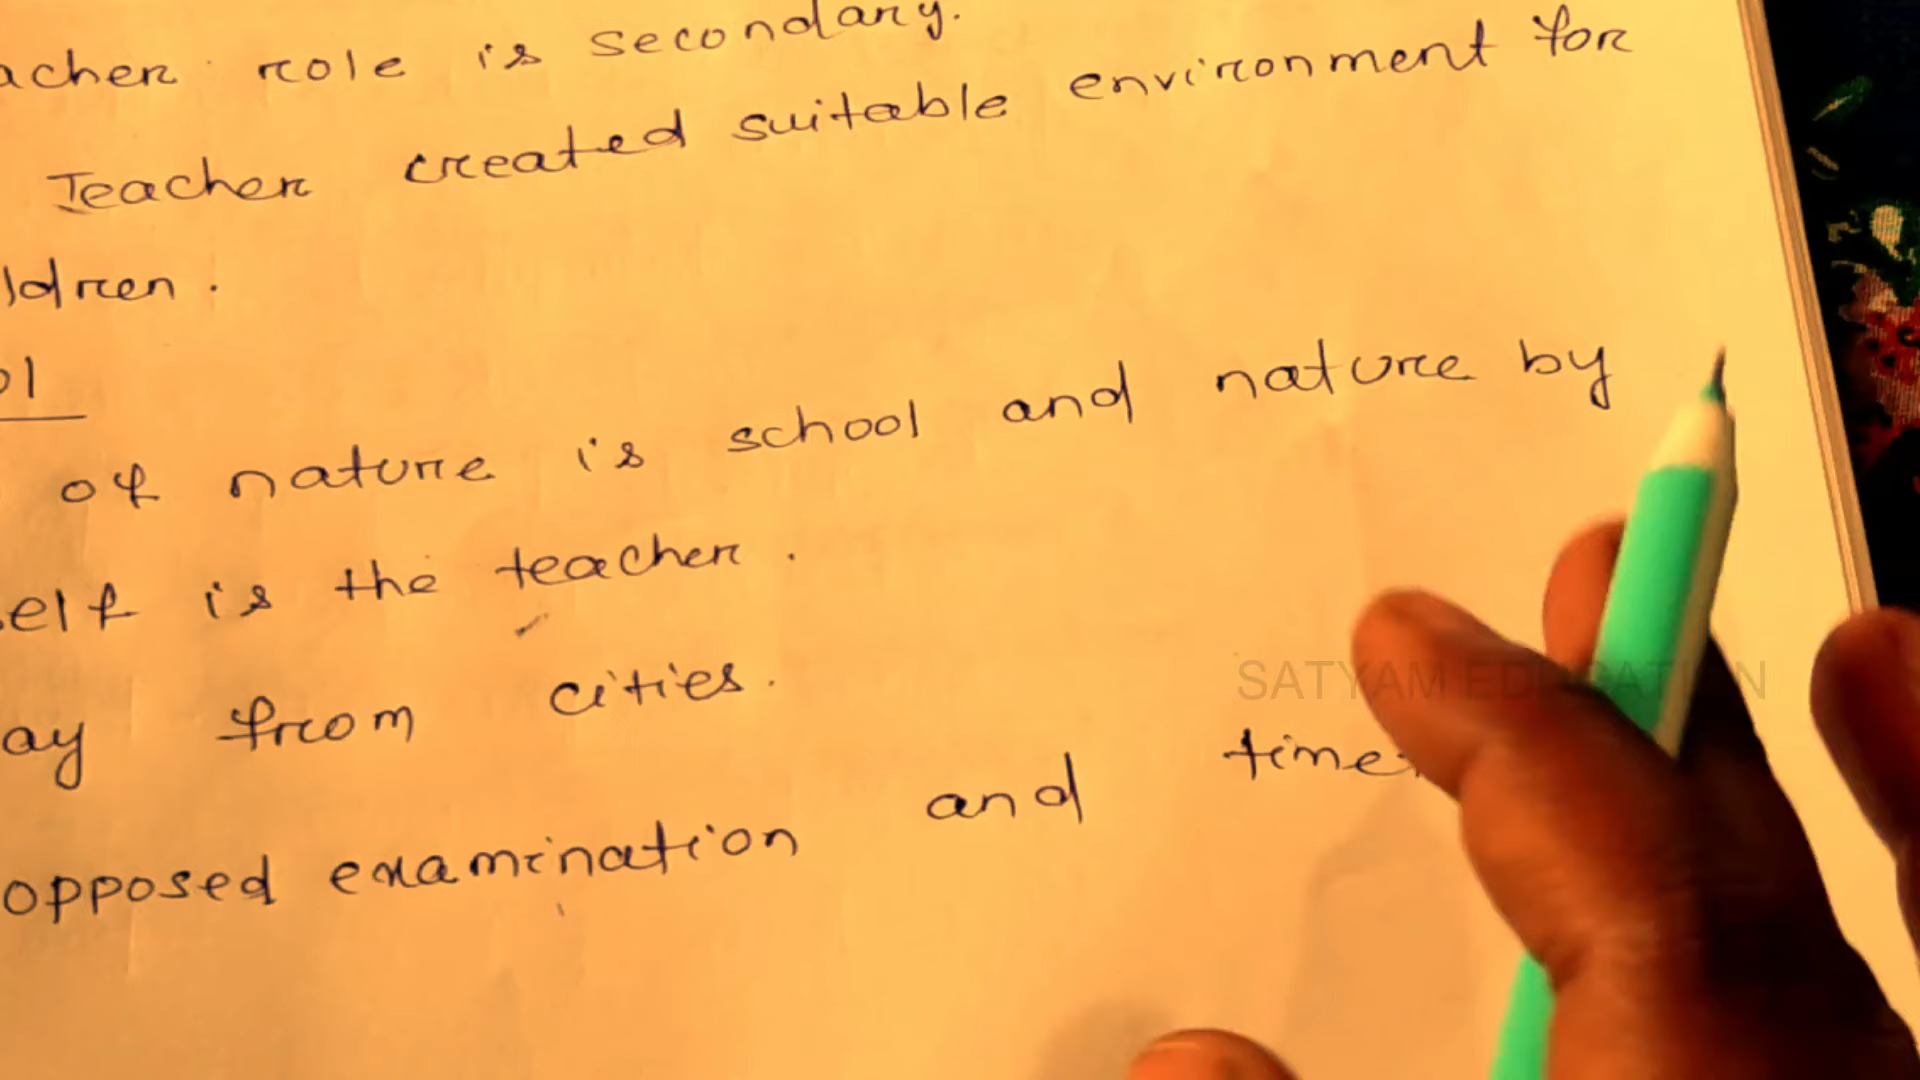 acher role is secondary.
Teacher created suitable environment for
ldren.
ol
of nature is school and nature by
self is the teacher.
ay from cities.
SATYAM EDUCATION
opposed examination and time